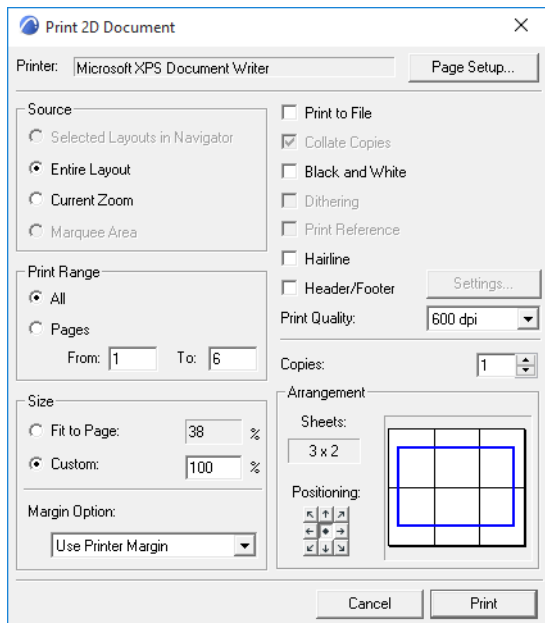 Print 2D Document
Printer: Microsoft XPS Document Writer Page Setup...
Source
Selected Layouts in Navigator
Entire Layout
Current Zoom
Marquee Area
Print Range
All
Pages
From: 1 To: 6
Size
Fit to Page: 38 %
Custom: 100 %
Margin Option:
Use Printer Margin
Print to File
Collate Copies
Black and White
Dithering
Print Reference
Hairline
Header/Footer Settings...
Print Quality: 600 dpi
Copies: 1
Arrangement
Sheets:
3 x 2
Positioning:
Cancel Print